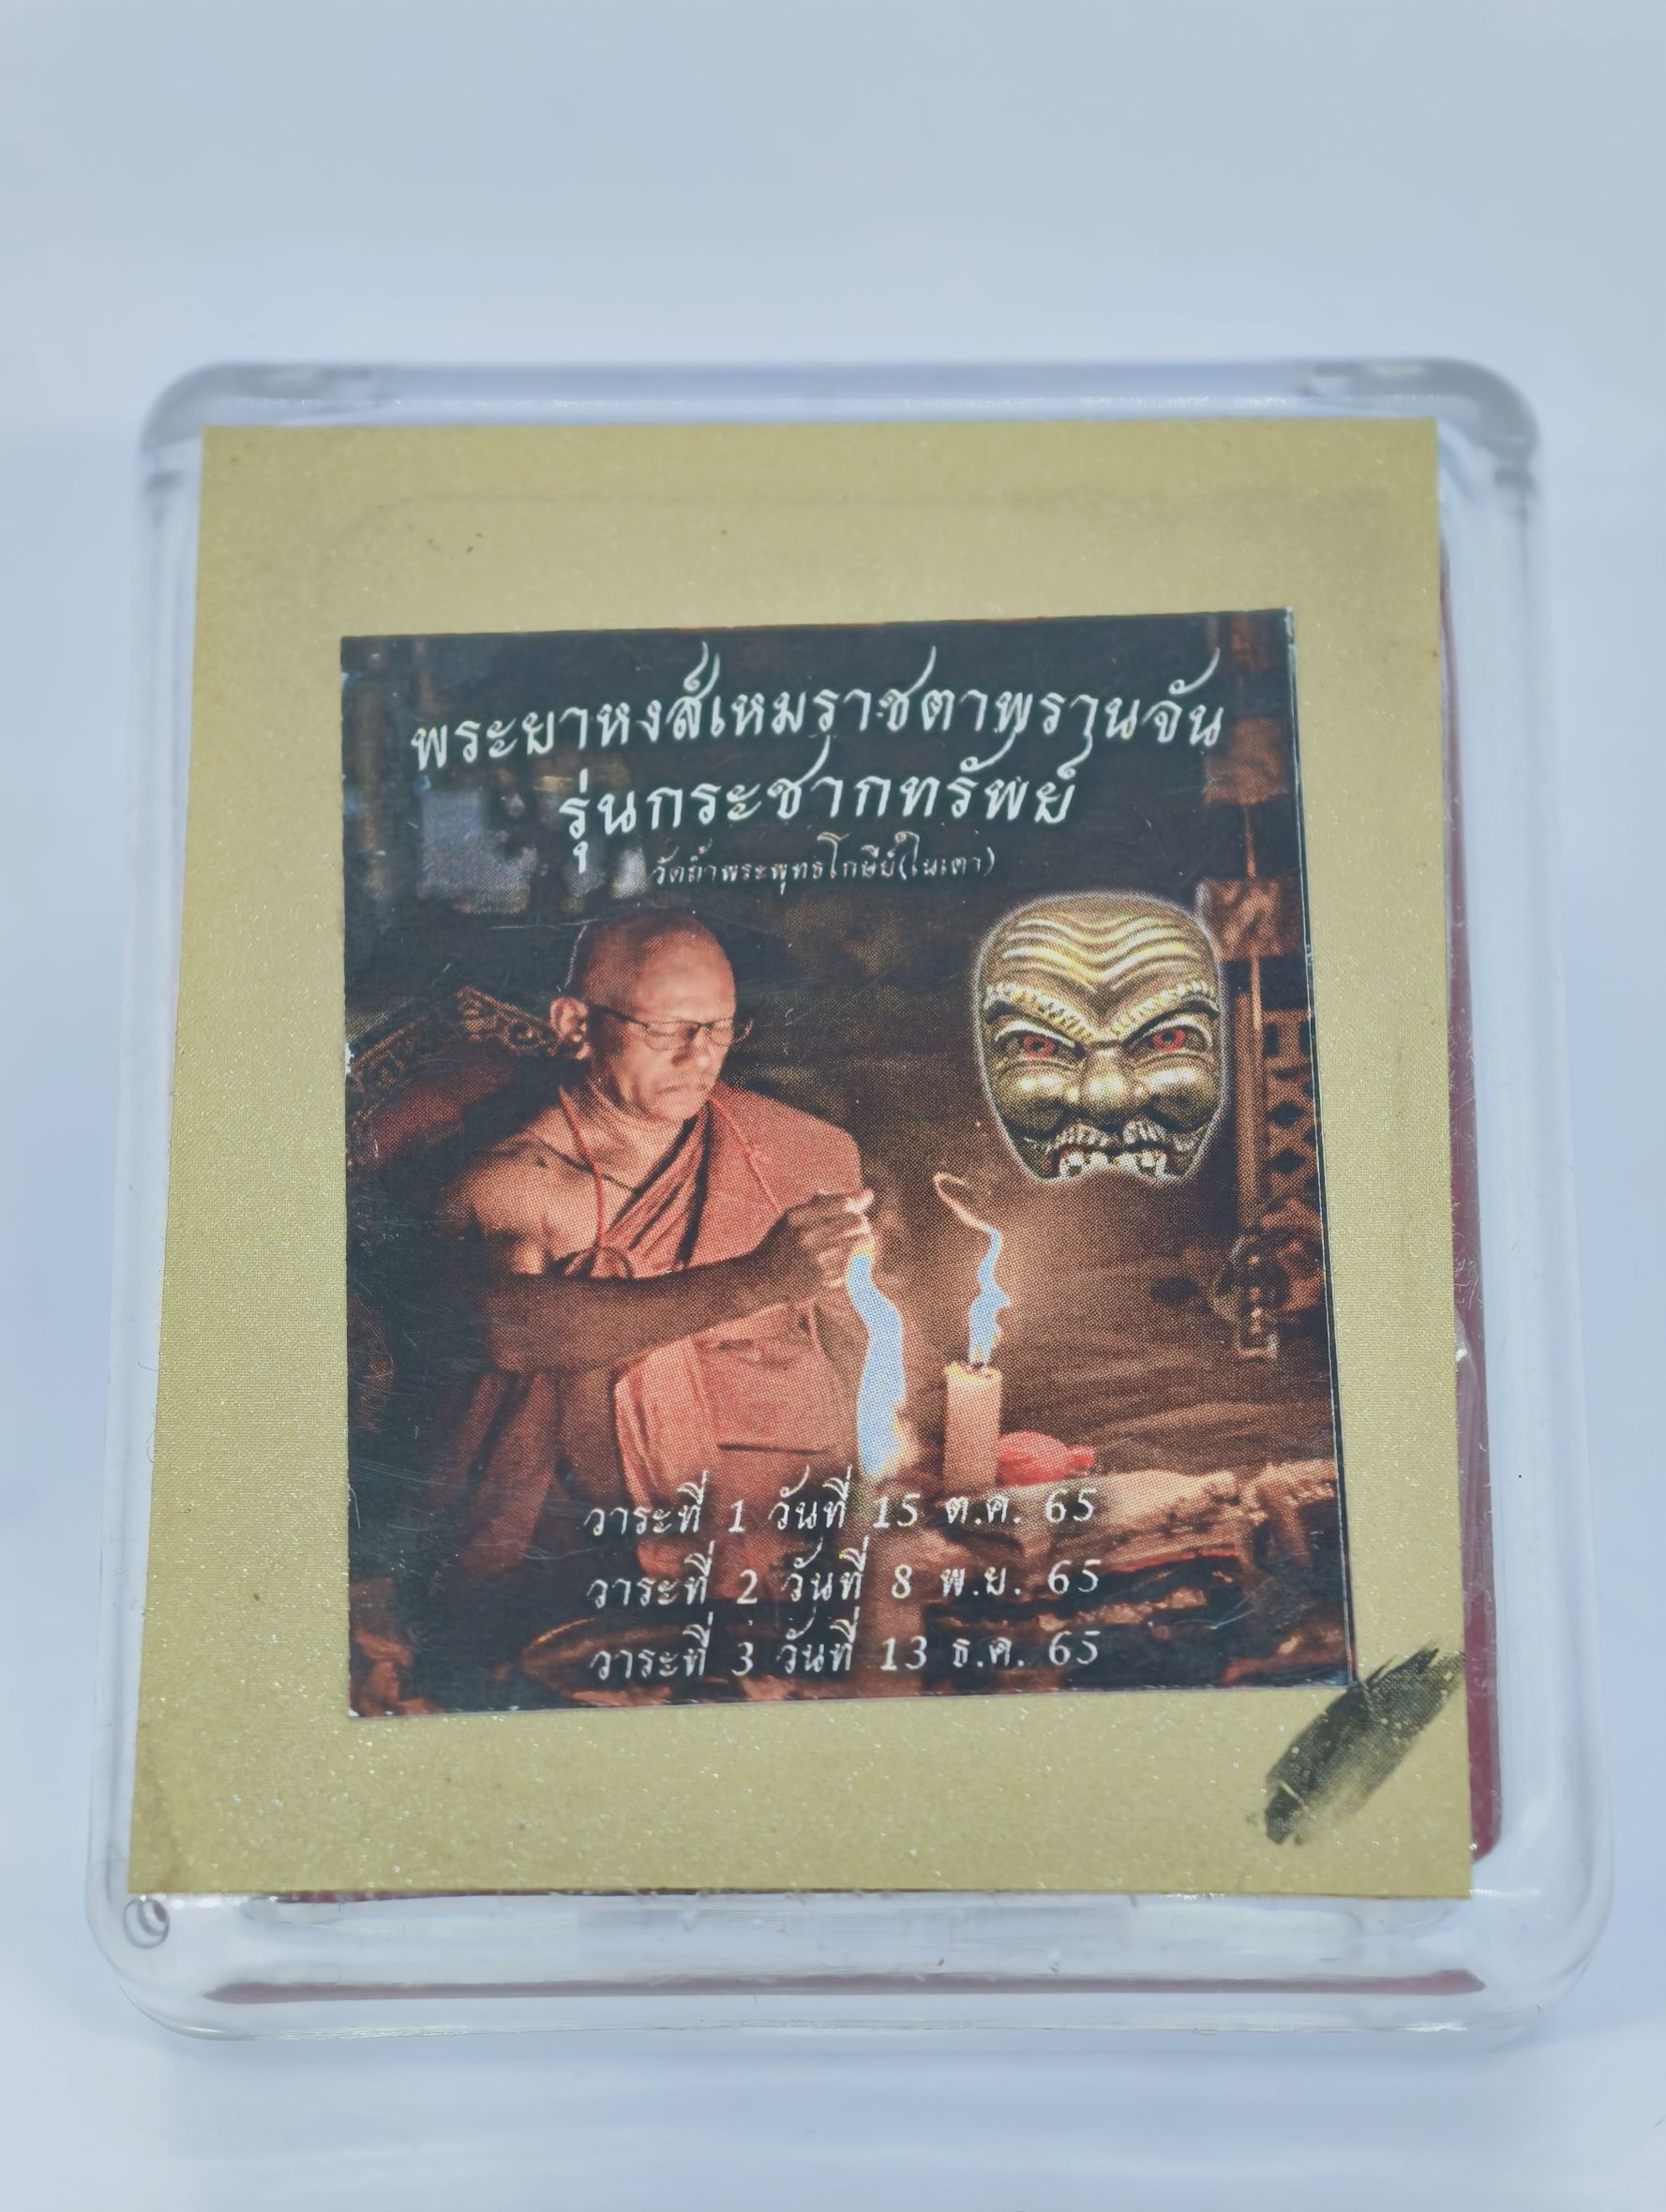 พระยาหงส์เหมราชตาพรานจัน
รุ่นกระชากทรัพย์
วัดถ้ำพระพุทธโกษีย์(ในเตา)
วาระที่ 1 วันที่ 15 ต.ค. 65
วาระที่ 2 วันที่ 8 พ.ย. 65
วาระที่ 3 วันที่ 13 ธ.ค. 65